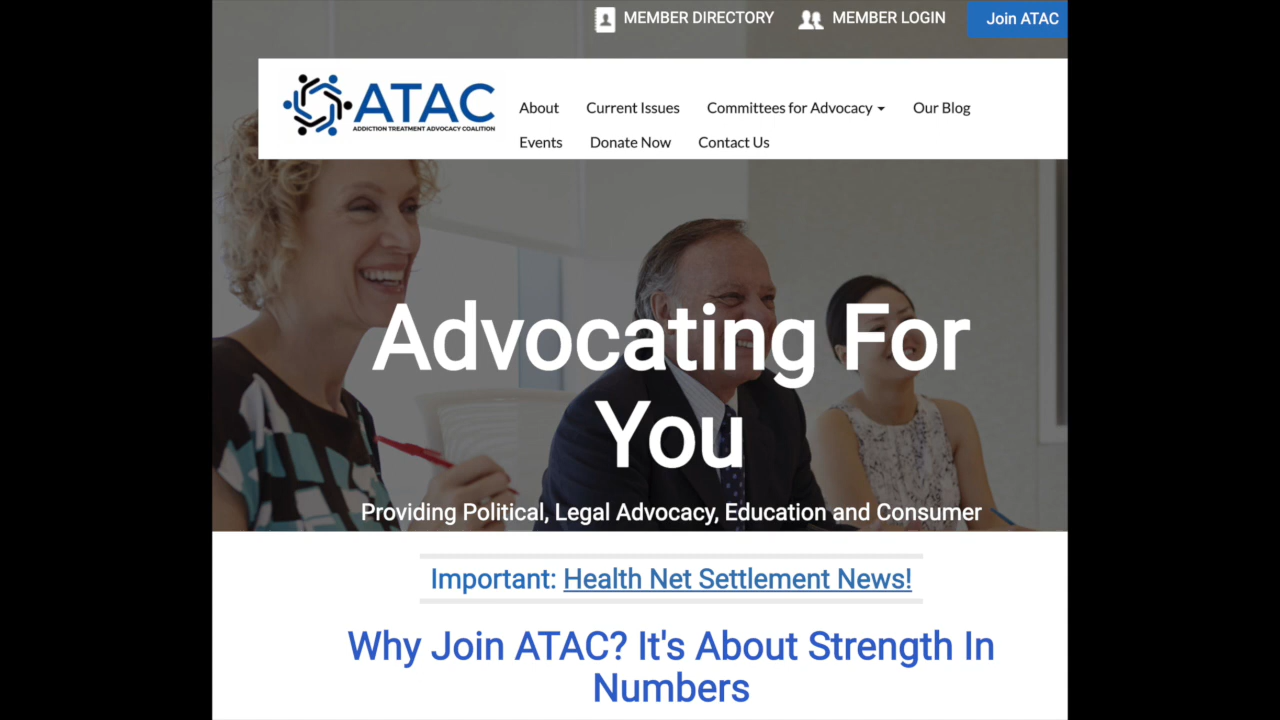 MEMBER DIRECTORY MEMBER LOGIN Join ATAC
ATAC
ADDICTION TREATMENT ADVOCACY COALITION
About Current Issues Committees for Advocacy Our Blog
Events Donate Now Contact Us
Advocating For
You
Providing Political, Legal Advocacy, Education and Consumer
Important: Health Net Settlement News!
Why Join ATAC? It's About Strength In
Numbers